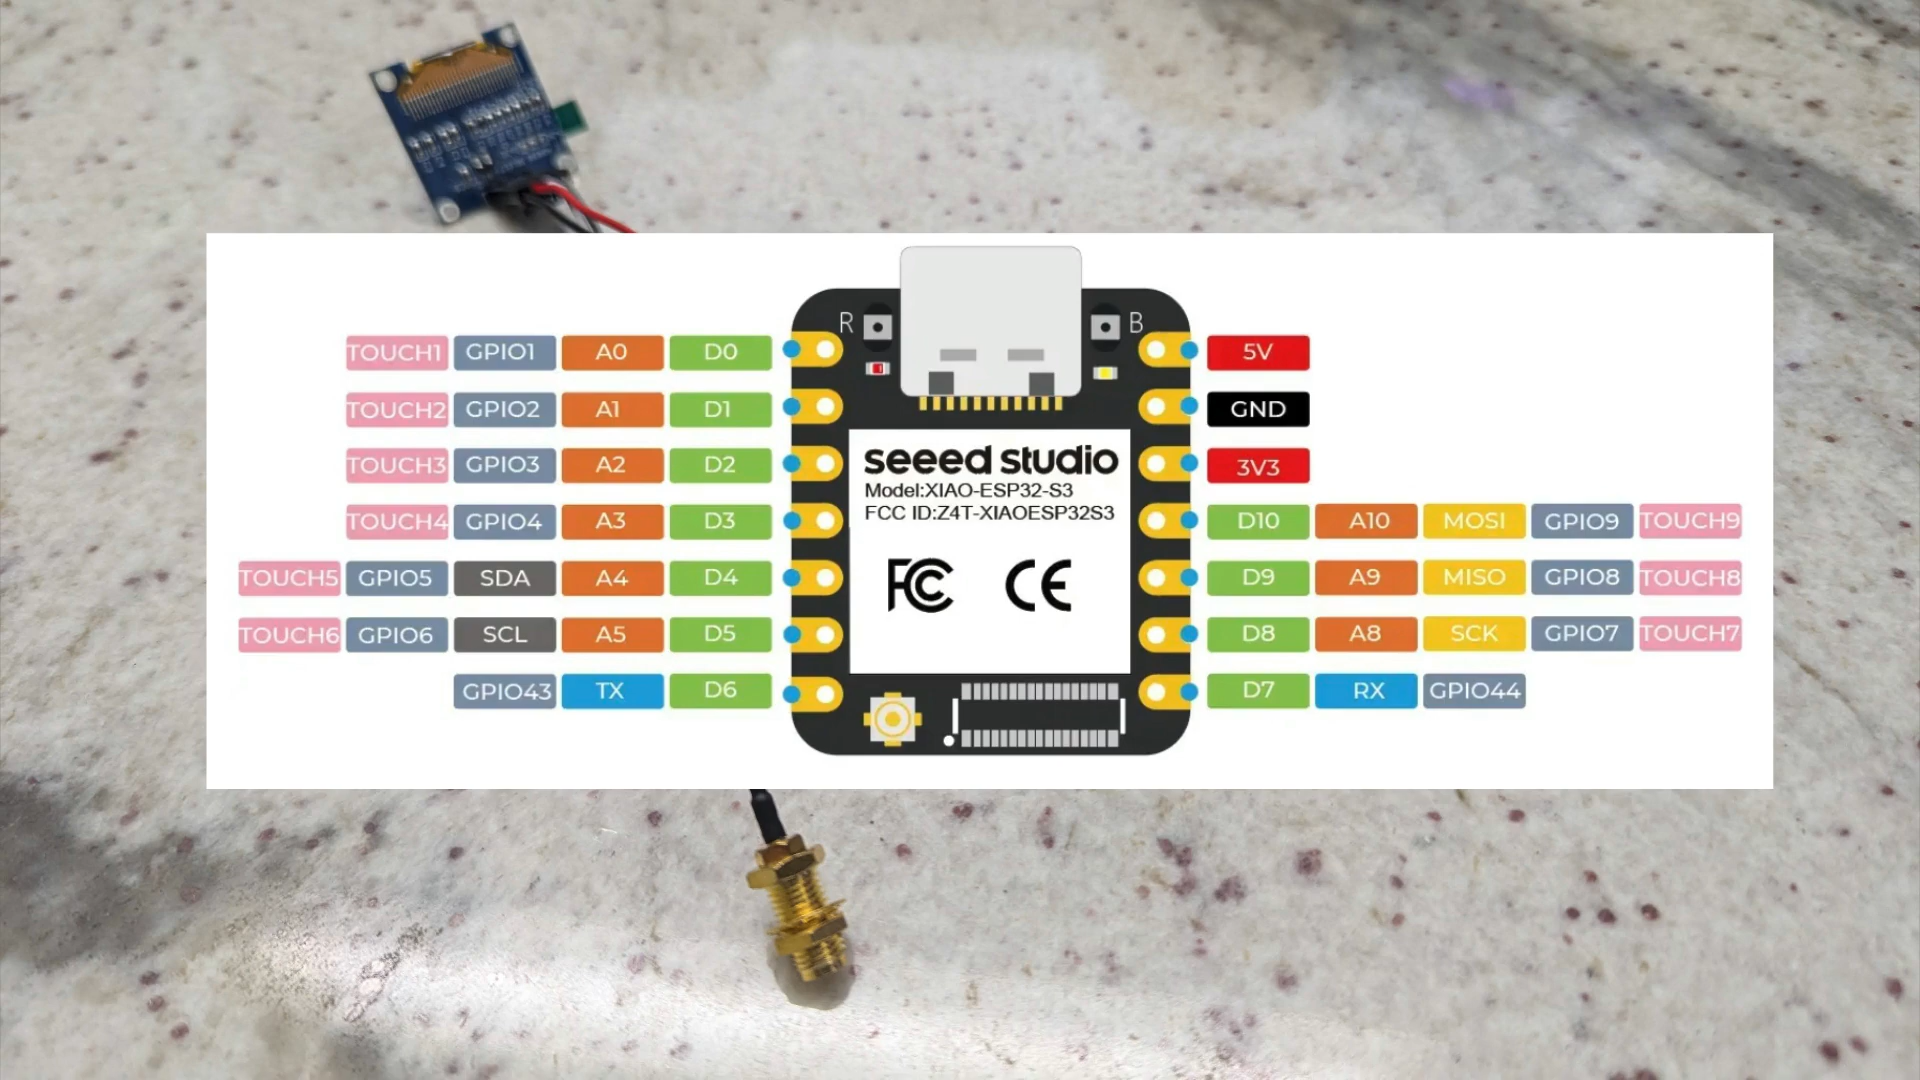 R B
TOUCH1 GPIO1 A0 D0 5V
TOUCH2 GPIO2 A1 D1 GND
TOUCH3 GPIO3 A2 D2 3V3
TOUCH4 GPIO4 A3 D3 D10 A10 MOSI GPIO9 TOUCH9
TOUCH5 GPIO5 SDA A4 D4 D9 A9 MISO GPIO8 TOUCH8
TOUCH6 GPIO6 SCL A5 D5 D8 A8 SCK GPIO7 TOUCH7
GPIO43 TX D6 D7 RX GPIO44
seeed studio
Model:XIAO-ESP32-S3
FCC ID:Z4T-XIAOESP32S3
FC CE